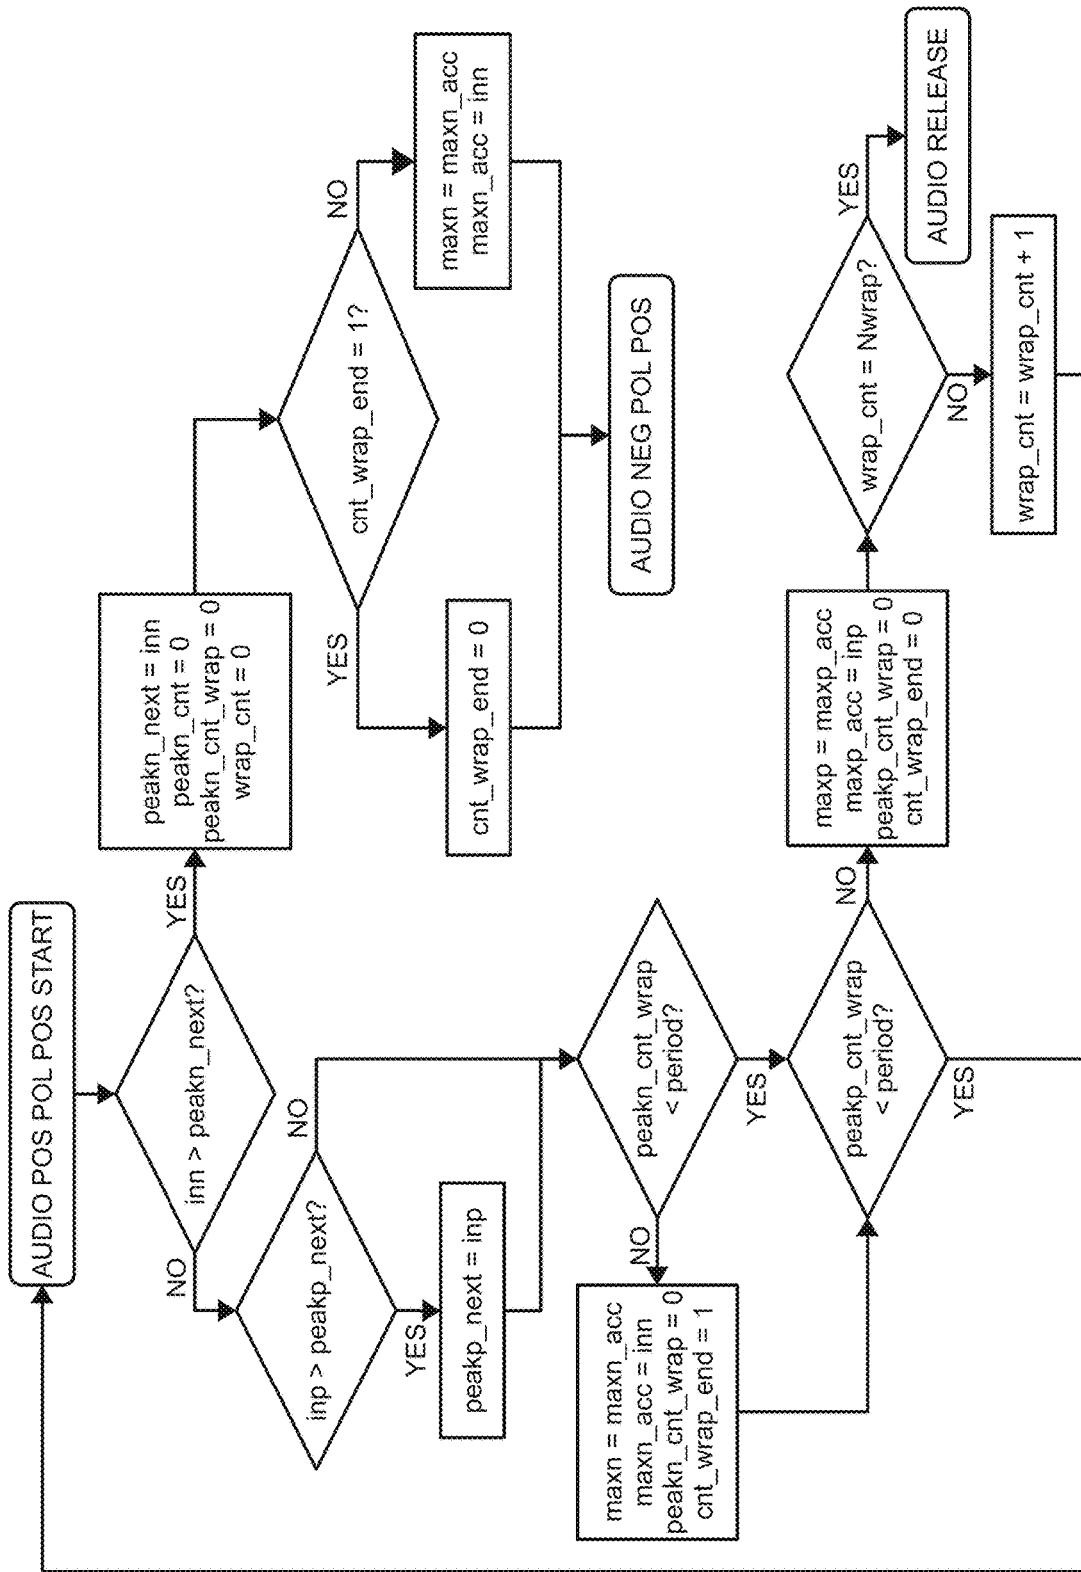 AUDIO POS POL POS START
inn > peakn_next?
YES
NO
peakn_next = inn
peakn_cnt = 0
peakn_cnt_wrap = 0
wrap_cnt = 0
cnt_wrap_end = 1?
YES
NO
cnt_wrap_end = 0
maxn = maxn_acc
maxn_acc = inn
AUDIO NEG POL POS
inp > peakp_next?
NO
YES
peakp_next = inp
peakn_cnt_wrap
< period?
NO
YES
maxn = maxn_acc
maxn_acc = inn
peakn_cnt_wrap = 0
cnt_wrap_end = 1
peakp_cnt_wrap
< period?
NO
YES
maxp = maxp_acc
maxp_acc = inp
peakp_cnt_wrap = 0
cnt_wrap_end = 0
wrap_cnt = Nwrap?
YES
NO
AUDIO RELEASE
wrap_cnt = wrap_cnt + 1